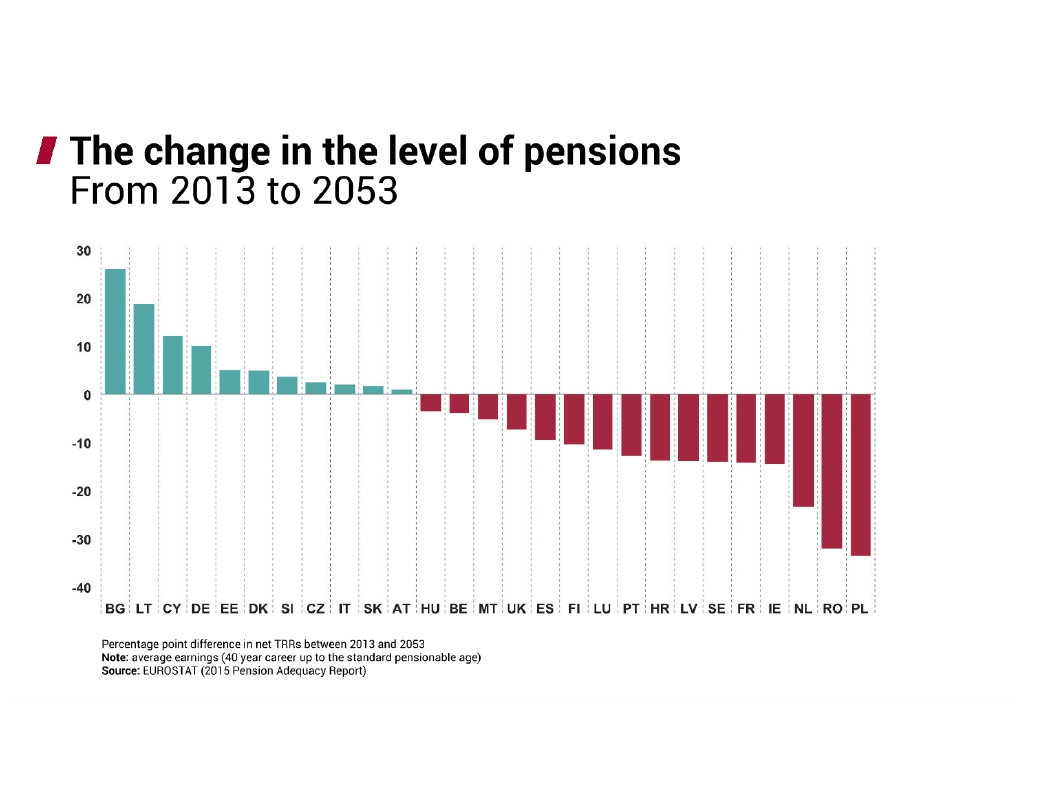 The change in the level of pensions
From 2013 to 2053
30
20
10
0
-10
-20
-30
-40
BG LT CY DE EE DK SI CZ IT SK AT HU BE MT UK ES FI LU PT HR LV SE FR IE NL RO PL
Percentage point difference in net TRRs between 2013 and 2053
Note: average earnings (40 year career up to the standard pensionable age)
Source: EUROSTAT (2015 Pension Adequacy Report)